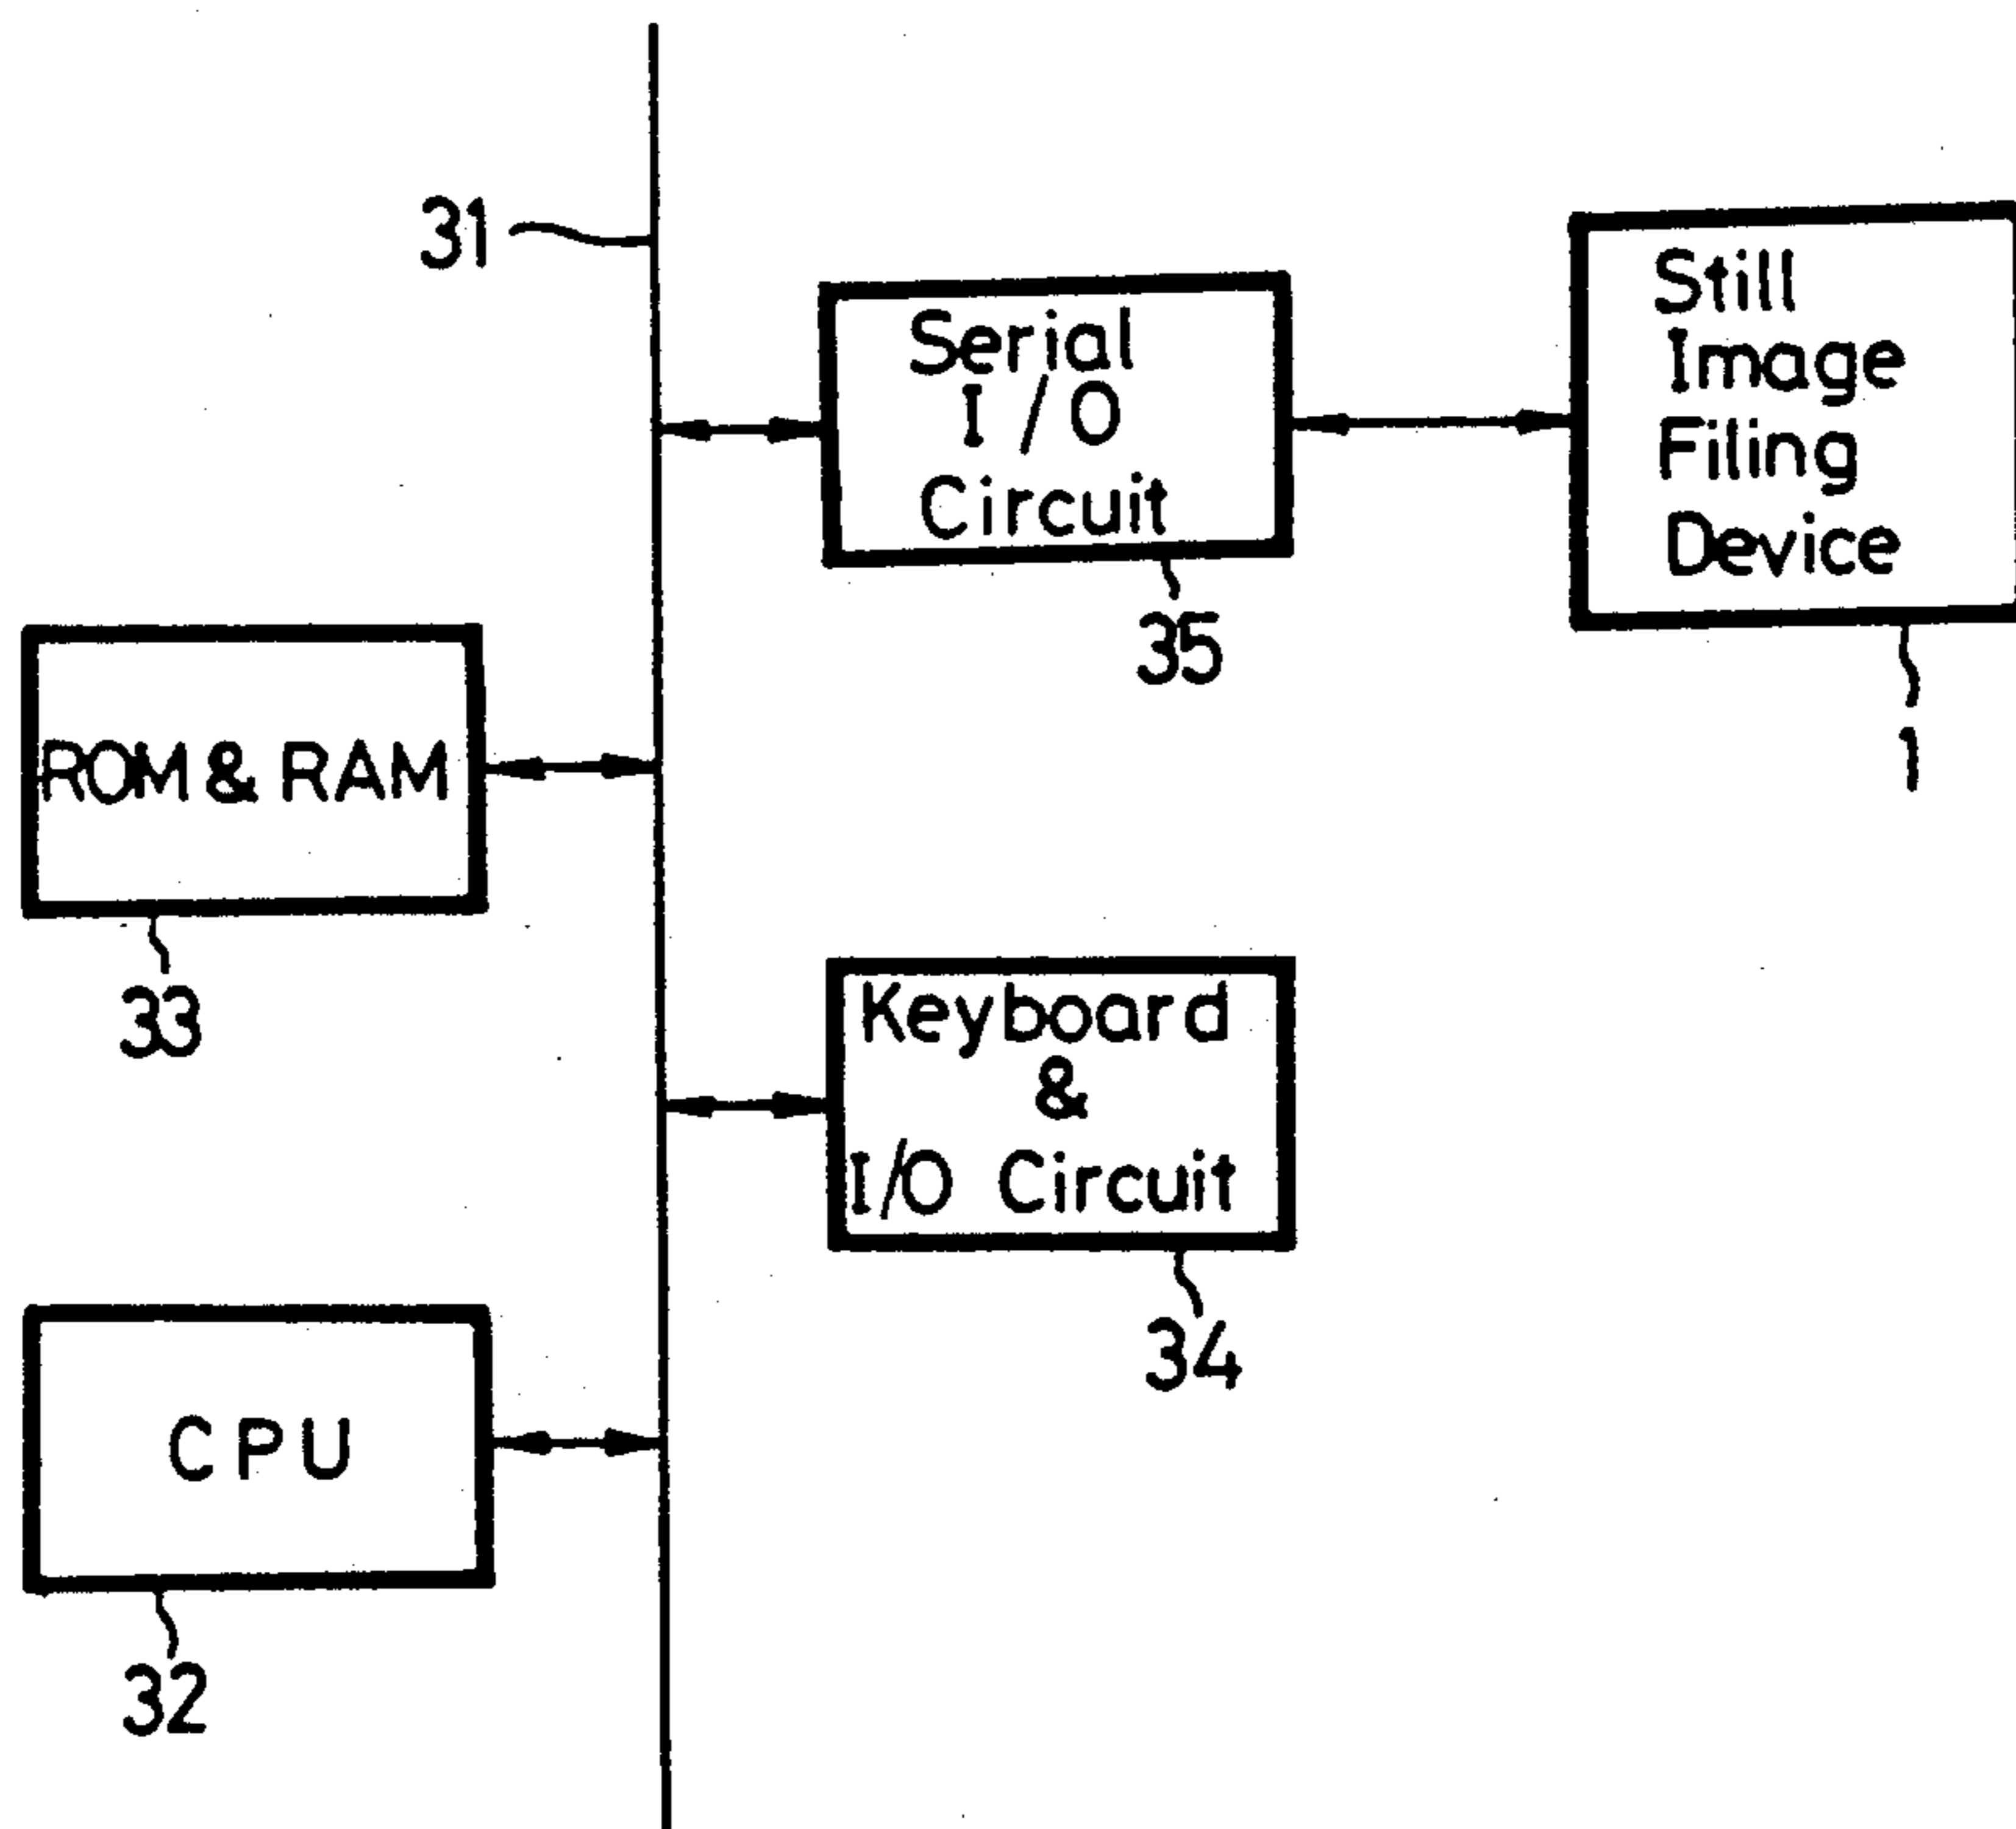 31
Serial
I/O
Circuit
35
Still
Image
Filing
Device
1
ROM & RAM
33
Keyboard
&
I/O Circuit
34
CPU
32